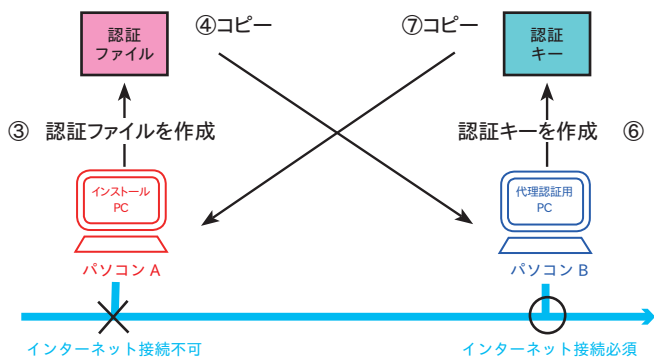 認証
ファイル
④コピー
⑦コピー
認証
キー
③ 認証ファイルを作成
認証キーを作成 ⑥
インストール
PC
代理認証用
PC
パソコン A
パソコン B
インターネット接続不可
インターネット接続必須